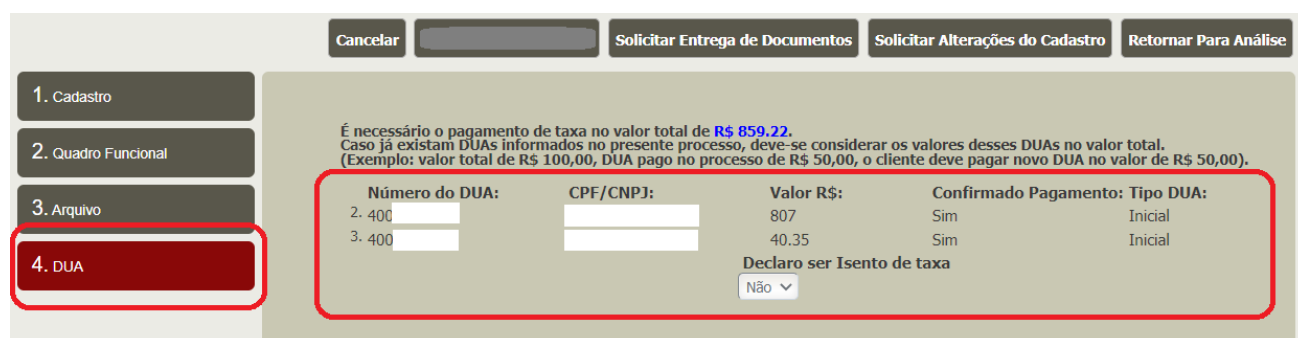 Cancelar Solicitar Entrega de Documentos Solicitar Alterações do Cadastro Retornar Para Análise
1. Cadastro
2. Quadro Funcional
3. Arquivo
4. DUA
É necessário o pagamento de taxa no valor total de R$ 859.22.
Caso já existam DUAs informados no presente processo, deve-se considerar os valores desses DUAs no valor total.
(Exemplo: valor total de R$ 100,00, DUA pago no processo de R$ 50,00, o cliente deve pagar novo DUA no valor de R$ 50,00).
Número do DUA: CPF/CNPJ: Valor R$: Confirmado Pagamento: Tipo DUA:
2. 400 807 Sim Inicial
3. 400 40.35 Sim Inicial
Declaro ser Isento de taxa
Não